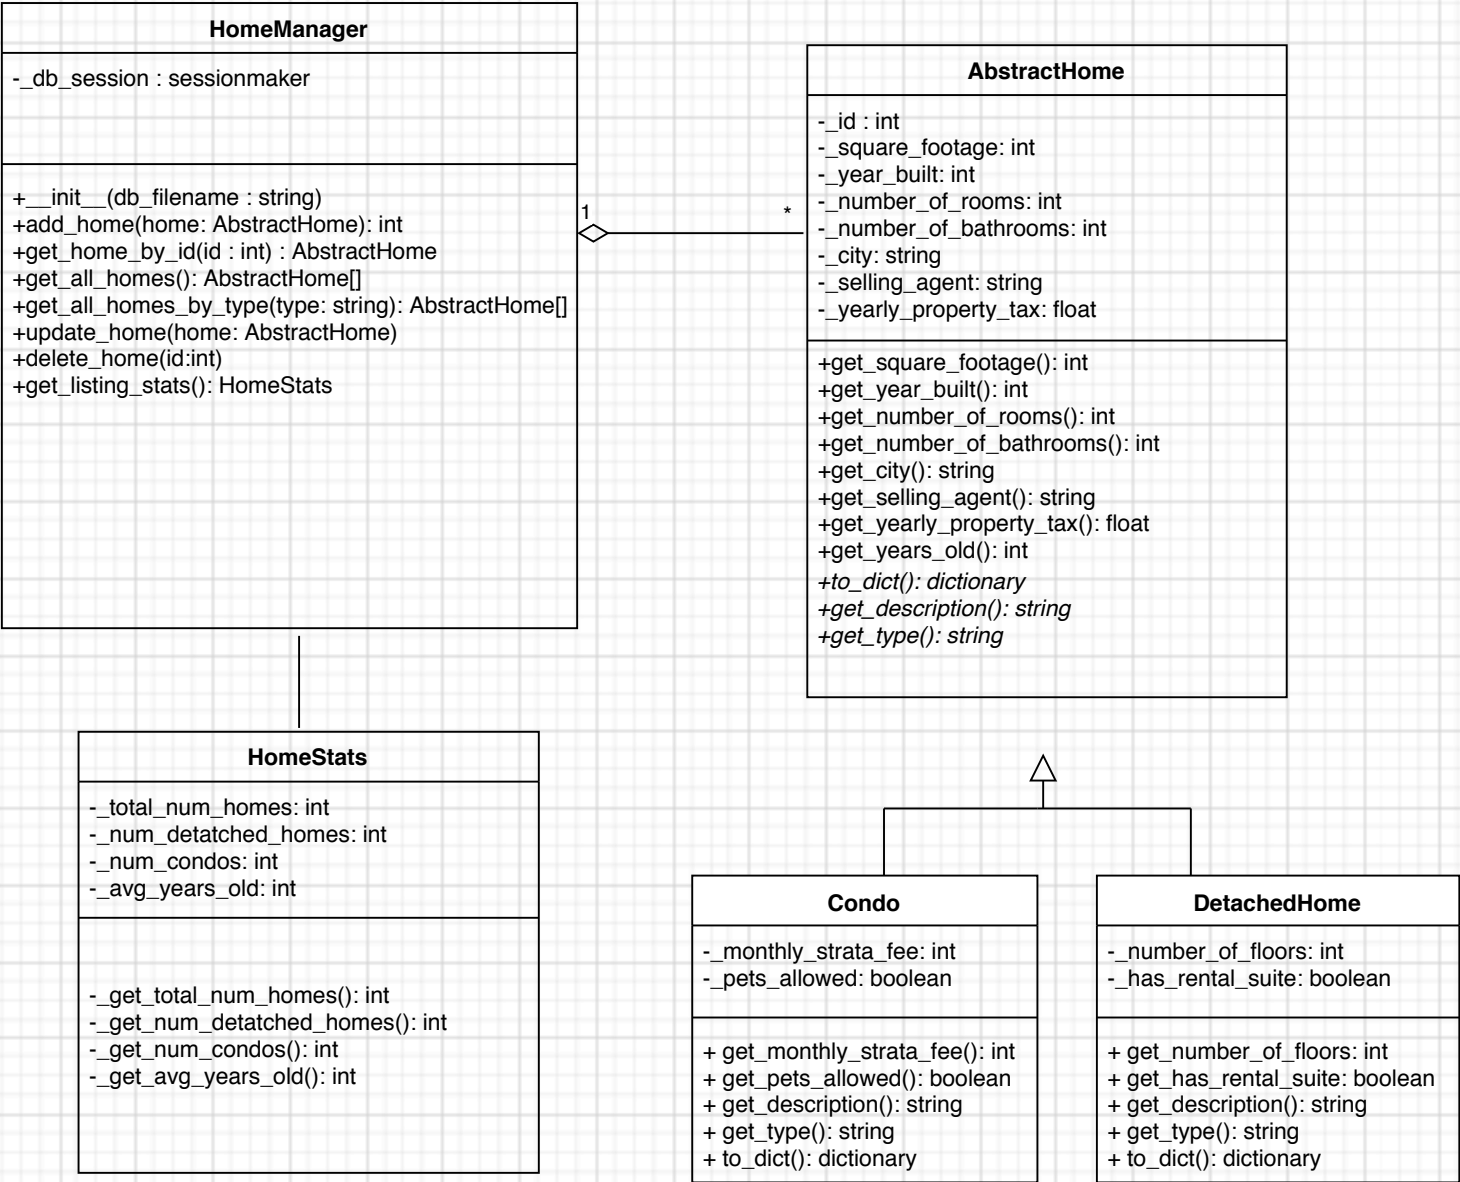 HomeManager
-_db_session : sessionmaker
+__init__(db_filename : string)
+add_home(home: AbstractHome): int
+get_home_by_id(id : int) : AbstractHome
+get_all_homes(): AbstractHome[]
+get_all_homes_by_type(type: string): AbstractHome[]
+update_home(home: AbstractHome)
+delete_home(id:int)
+get_listing_stats(): HomeStats
1
*
AbstractHome
-_id : int
-_square_footage: int
-_year_built: int
-_number_of_rooms: int
-_number_of_bathrooms: int
-_city: string
-_selling_agent: string
-_yearly_property_tax: float
+get_square_footage(): int
+get_year_built(): int
+get_number_of_rooms(): int
+get_number_of_bathrooms(): int
+get_city(): string
+get_selling_agent(): string
+get_yearly_property_tax(): float
+get_years_old(): int
+to_dict(): dictionary
+get_description(): string
+get_type(): string
HomeStats
-_total_num_homes: int
-_num_detatched_homes: int
-_num_condos: int
-_avg_years_old: int
-_get_total_num_homes(): int
-_get_num_detatched_homes(): int
-_get_num_condos(): int
-_get_avg_years_old(): int
Condo
-_monthly_strata_fee: int
-_pets_allowed: boolean
+ get_monthly_strata_fee(): int
+ get_pets_allowed(): boolean
+ get_description(): string
+ get_type(): string
+ to_dict(): dictionary
DetachedHome
-_number_of_floors: int
-_has_rental_suite: boolean
+ get_number_of_floors: int
+ get_has_rental_suite: boolean
+ get_description(): string
+ get_type(): string
+ to_dict(): dictionary